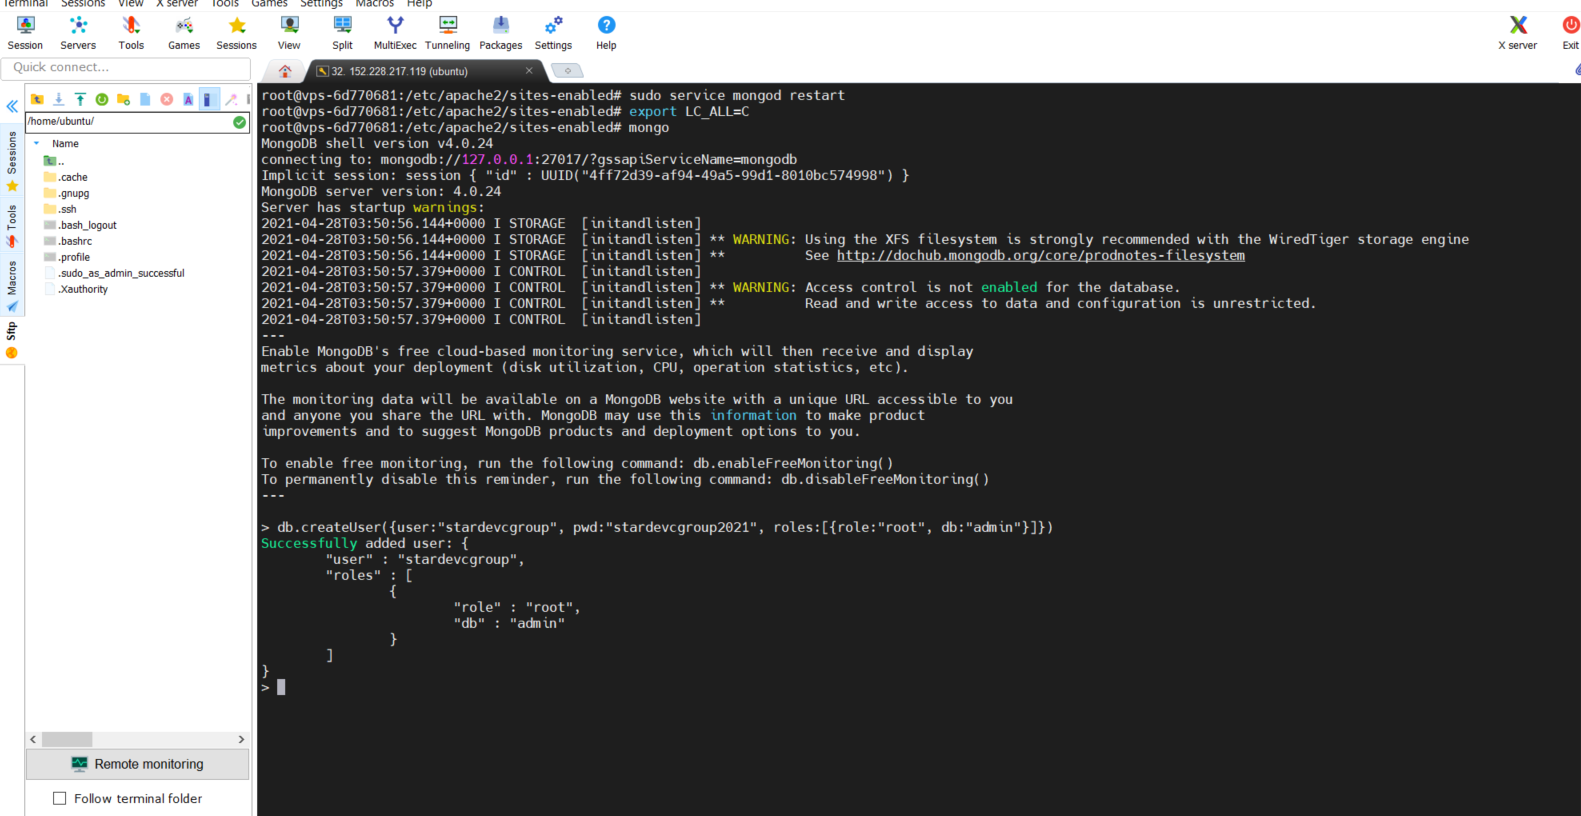 Terminal Sessions View X server Tools Games Settings Macros Help
Session Servers Tools Games Sessions View Split MultiExec Tunneling Packages Settings Help X server Exit
Quick connect...
32. 152.228.217.119 (ubuntu)
/home/ubuntu/
Name
..
.cache
.gnupg
.ssh
.bash_logout
.bashrc
.profile
.sudo_as_admin_successful
.Xauthority
Sessions
Tools
Macros
Sftp
Remote monitoring
Follow terminal folder
root@vps-6d770681:/etc/apache2/sites-enabled# sudo service mongod restart
root@vps-6d770681:/etc/apache2/sites-enabled# export LC_ALL=C
root@vps-6d770681:/etc/apache2/sites-enabled# mongo
MongoDB shell version v4.0.24
connecting to: mongodb://127.0.0.1:27017/?gssapiServiceName=mongodb
Implicit session: session { "id" : UUID("4ff72d39-af94-49a5-99d1-8010bc574998") }
MongoDB server version: 4.0.24
Server has startup warnings:
2021-04-28T03:50:56.144+0000 I STORAGE  [initandlisten]
2021-04-28T03:50:56.144+0000 I STORAGE  [initandlisten] ** WARNING: Using the XFS filesystem is strongly recommended with the WiredTiger storage engine
2021-04-28T03:50:56.144+0000 I STORAGE  [initandlisten] **          See http://dochub.mongodb.org/core/prodnotes-filesystem
2021-04-28T03:50:57.379+0000 I CONTROL  [initandlisten]
2021-04-28T03:50:57.379+0000 I CONTROL  [initandlisten] ** WARNING: Access control is not enabled for the database.
2021-04-28T03:50:57.379+0000 I CONTROL  [initandlisten] **          Read and write access to data and configuration is unrestricted.
2021-04-28T03:50:57.379+0000 I CONTROL  [initandlisten]
---
Enable MongoDB's free cloud-based monitoring service, which will then receive and display
metrics about your deployment (disk utilization, CPU, operation statistics, etc).
The monitoring data will be available on a MongoDB website with a unique URL accessible to you
and anyone you share the URL with. MongoDB may use this information to make product
improvements and to suggest MongoDB products and deployment options to you.
To enable free monitoring, run the following command: db.enableFreeMonitoring()
To permanently disable this reminder, run the following command: db.disableFreeMonitoring()
---
> db.createUser({user:"stardevcgroup", pwd:"stardevcgroup2021", roles:[{role:"root", db:"admin"}]})
Successfully added user: {
"user" : "stardevcgroup",
"roles" : [
{
"role" : "root",
"db" : "admin"
}
]
}
>